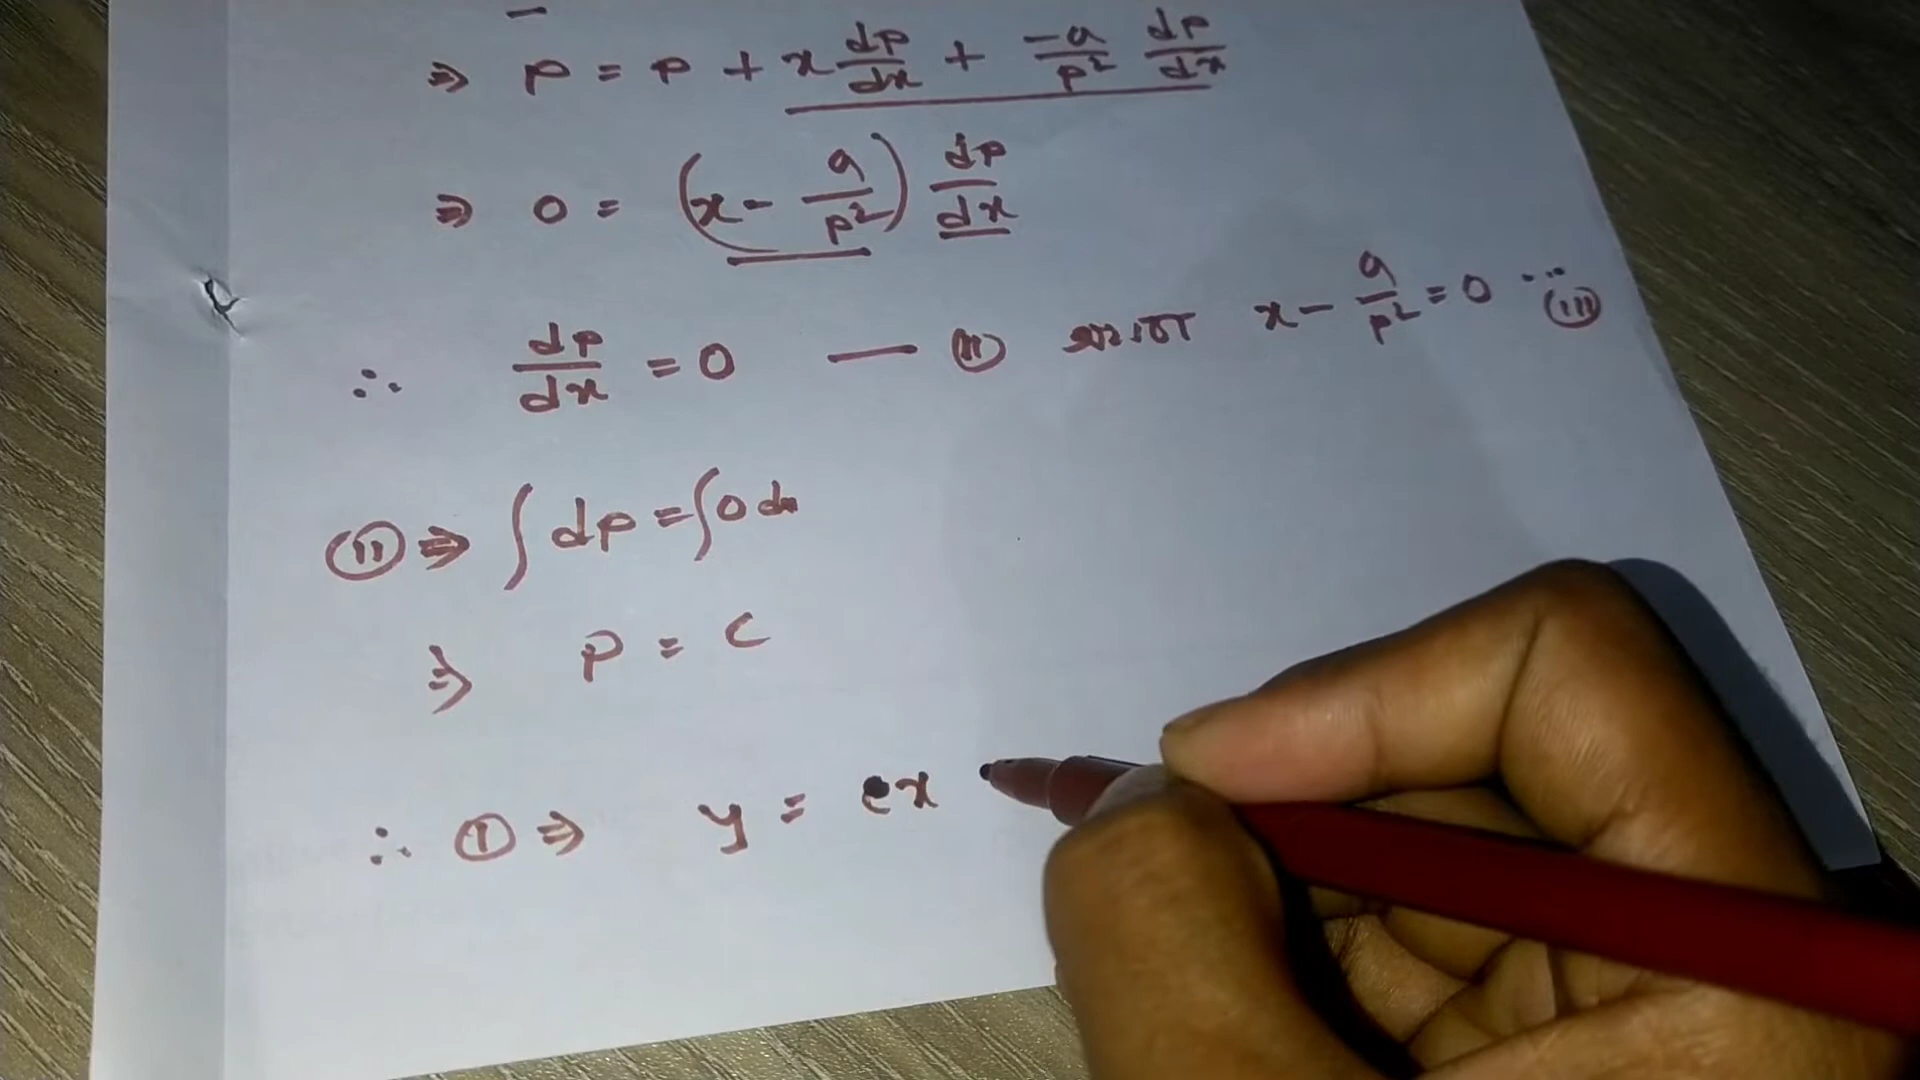 ⇒ p = p + x dp/dx + -a/p² dp/dx
⇒ 0 = (x - a/p²) dp/dx
∴ dp/dx = 0 — (ii) অথবা x - a/p² = 0 ... (iii)
(ii) ⇒ ∫ dp = ∫ 0 dx
⇒ p = c
∴ (i) ⇒ y = cx